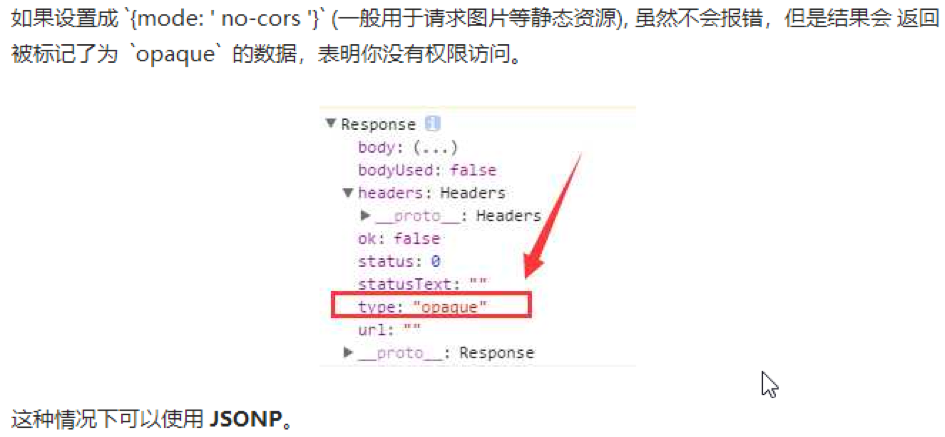 如果设置成 `{mode: ' no-cors '}` (一般用于请求图片等静态资源), 虽然不会报错，但是结果会 返回
被标记了为 `opaque` 的数据，表明你没有权限访问。
▼Response i
body: (...)
bodyUsed: false
▼headers: Headers
▶__proto__: Headers
ok: false
status: 0
statusText: ""
type: "opaque"
url: ""
▶__proto__: Response
这种情况下可以使用 JSONP。